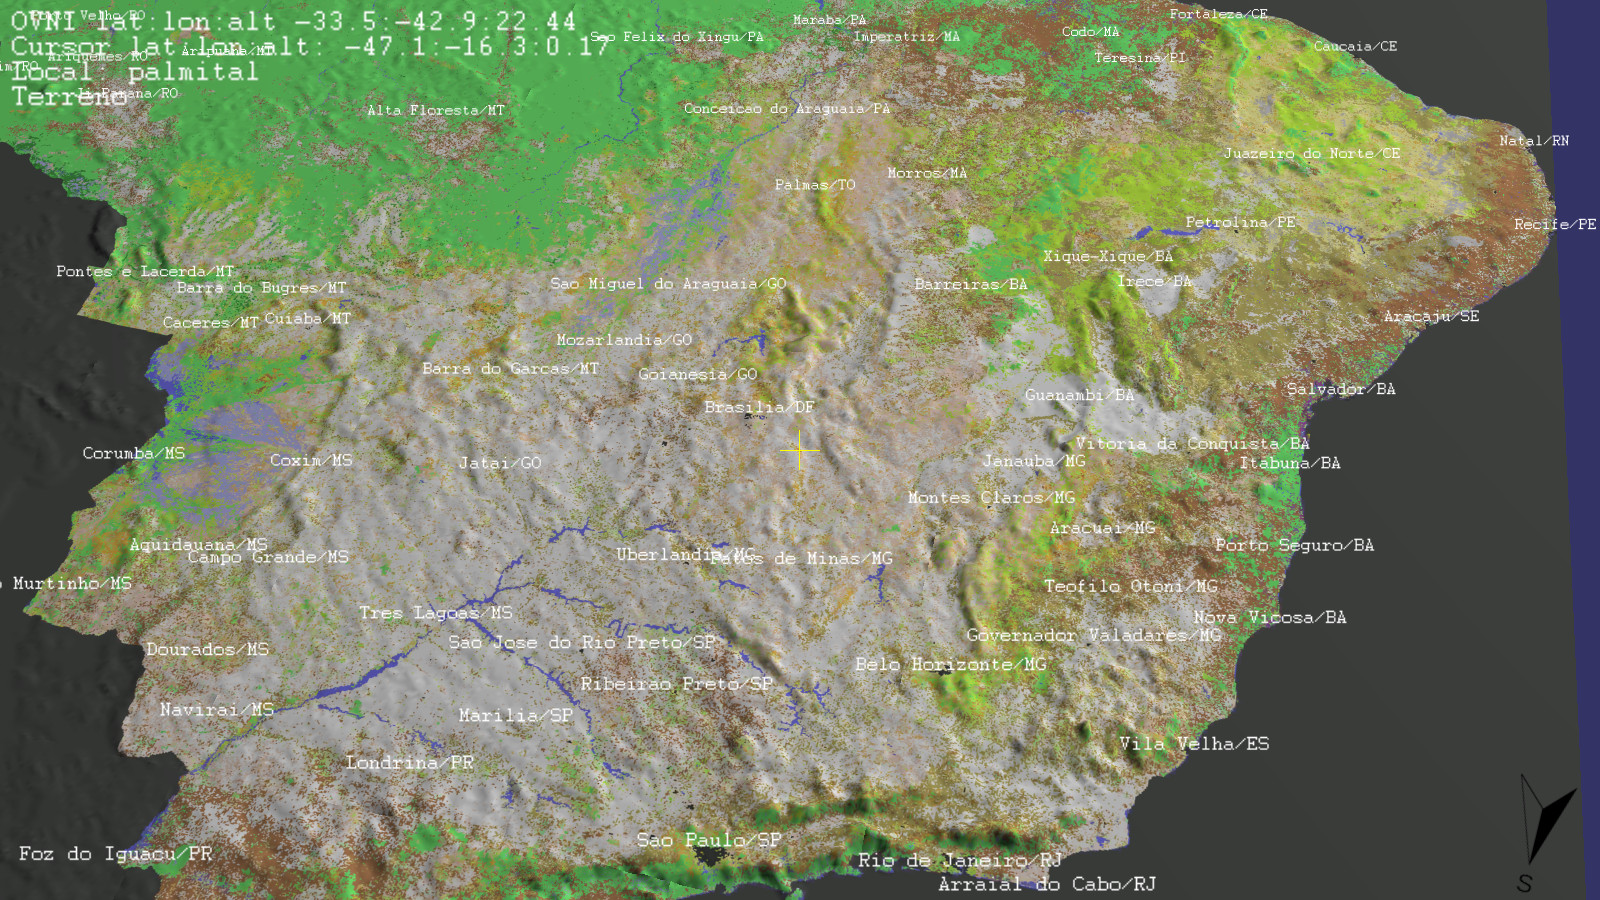 Porto Velho/RO
OVNI lat:lon:alt -33.5:-42.9:22.44
Maraba/PA
Fortaleza/CE
Cursor lat:lon:alt: -47.1:-16.3:0.17
Sao Felix do Xingu/PA
Imperatriz/MA
Codo/MA
Caucaia/CE
Aripuana/MT
Ariquemes/RO
Teresina/PI
Local: palmital
Terreno
Ji-Parana/RO
Alta Floresta/MT
Conceicao do Araguaia/PA
Natal/RN
Juazeiro do Norte/CE
Morros/MA
Palmas/TO
Petrolina/PE
Recife/PE
Xique-Xique/BA
Pontes e Lacerda/MT
Barra do Bugres/MT
Sao Miguel do Araguaia/GO
Barreiras/BA
Irece/BA
Caceres/MT
Cuiaba/MT
Aracaju/SE
Mozarlandia/GO
Barra do Garcas/MT
Goianesia/GO
Salvador/BA
Guanambi/BA
Brasilia/DF
Vitoria da Conquista/BA
Corumba/MS
Coxim/MS
Jatai/GO
Janauba/MG
Itabuna/BA
Montes Claros/MG
Aracuai/MG
Aquidauana/MS
Campo Grande/MS
Uberlandia/MG
Patos de Minas/MG
Porto Seguro/BA
Murtinho/MS
Teofilo Otoni/MG
Tres Lagoas/MS
Nova Vicosa/BA
Dourados/MS
Sao Jose do Rio Preto/SP
Governador Valadares/MG
Belo Horizonte/MG
Ribeirao Preto/SP
Navirai/MS
Marilia/SP
Vila Velha/ES
Londrina/PR
Sao Paulo/SP
Foz do Iguacu/PR
Rio de Janeiro/RJ
Arraial do Cabo/RJ
S